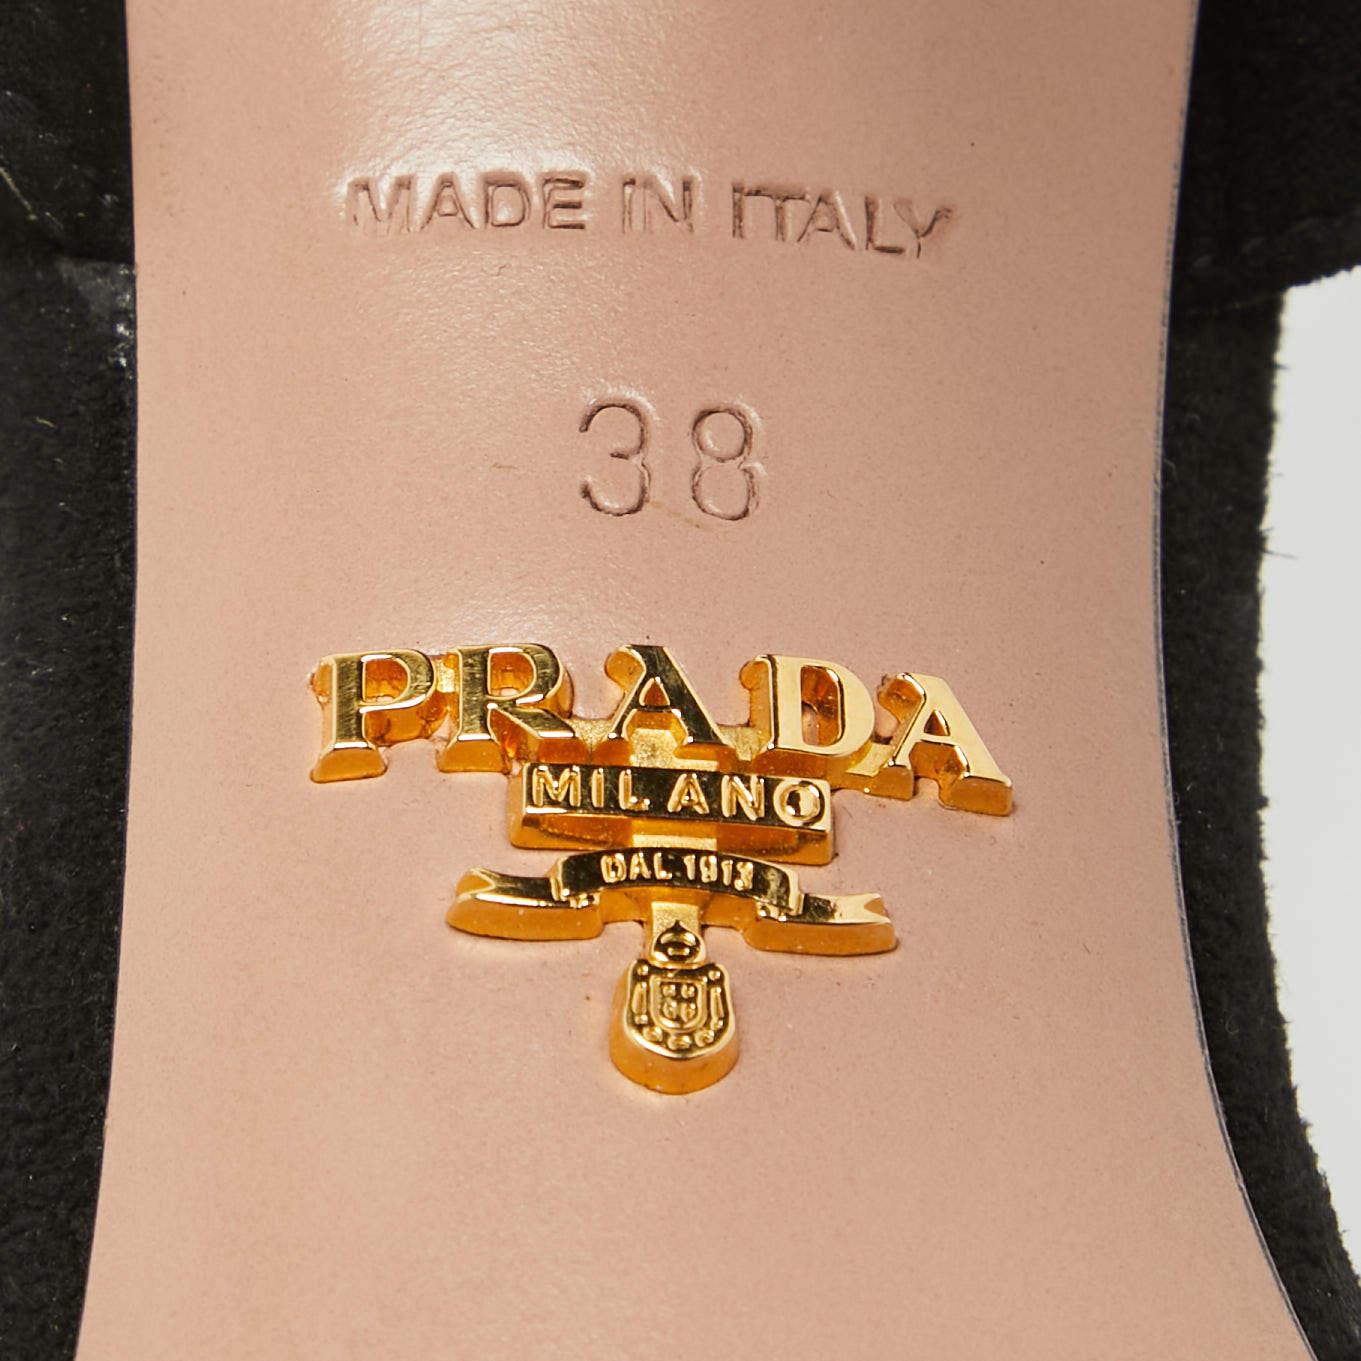 MADE IN ITALY
38
PRADA
MILANO
DAL 1913